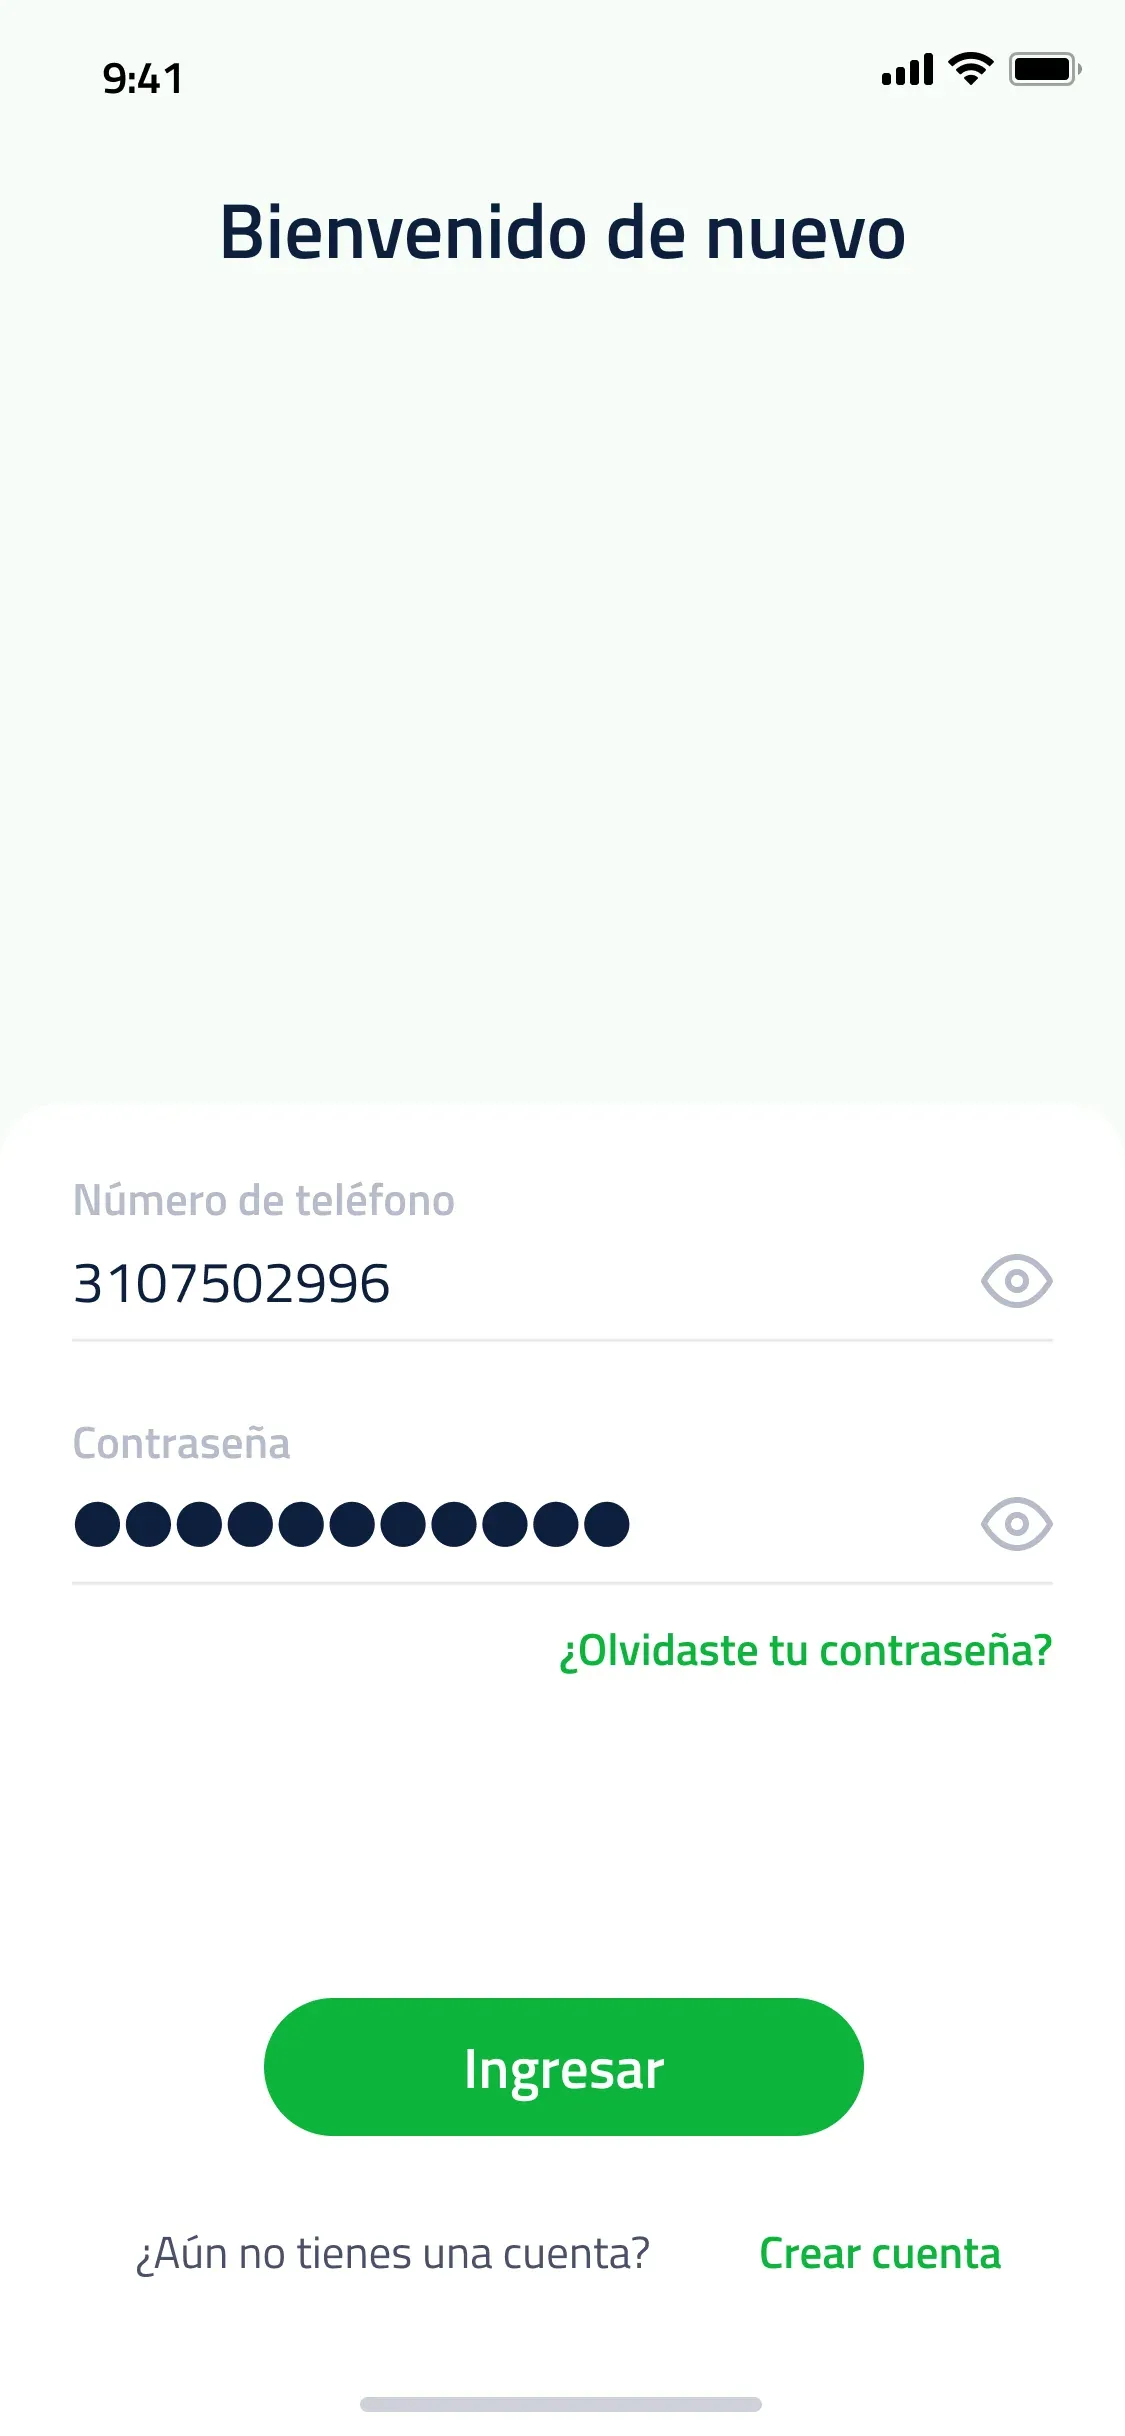 9:41
Bienvenido de nuevo
Número de teléfono
3107502996
Contraseña
●●●●●●●●●●●
¿Olvidaste tu contraseña?
Ingresar
¿Aún no tienes una cuenta? Crear cuenta